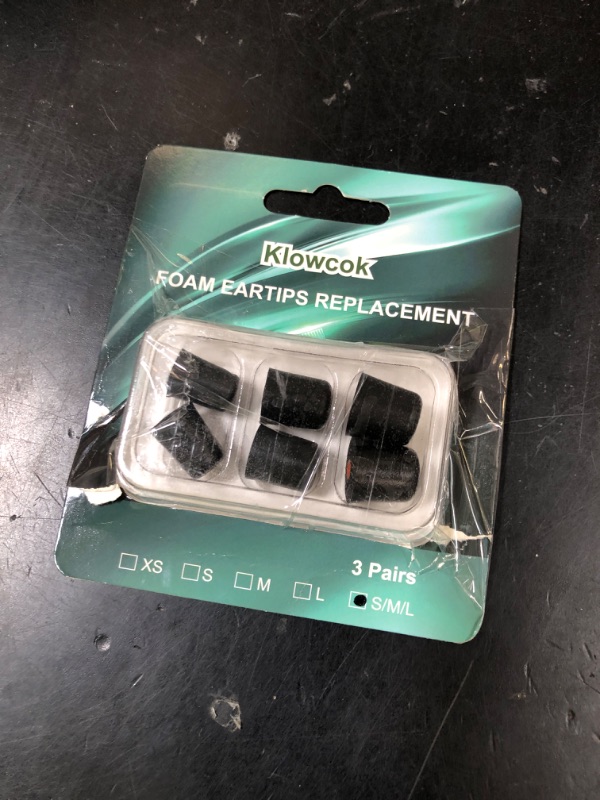 Klowcok
FOAM EARTIPS REPLACEMENT
3 Pairs
XS S M L S/M/L